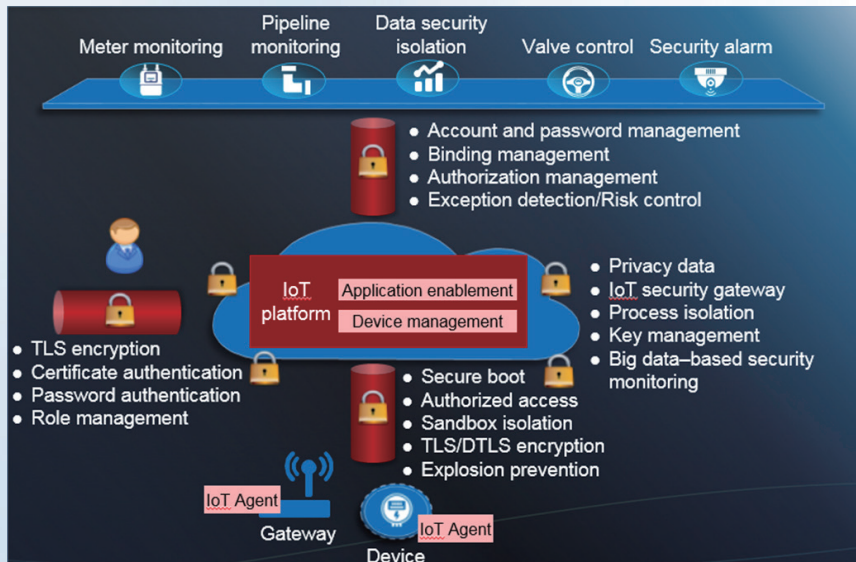 Meter monitoring
Pipeline
monitoring
Data security
isolation
Valve control
Security alarm
● Account and password management
● Binding management
● Authorization management
● Exception detection/Risk control
IoT
platform
Application enablement
Device management
● Privacy data
● IoT security gateway
● Process isolation
● Key management
● Big data–based security
monitoring
● TLS encryption
● Certificate authentication
● Password authentication
● Role management
● Secure boot
● Authorized access
● Sandbox isolation
● TLS/DTLS encryption
● Explosion prevention
IoT Agent
Gateway
IoT Agent
Device